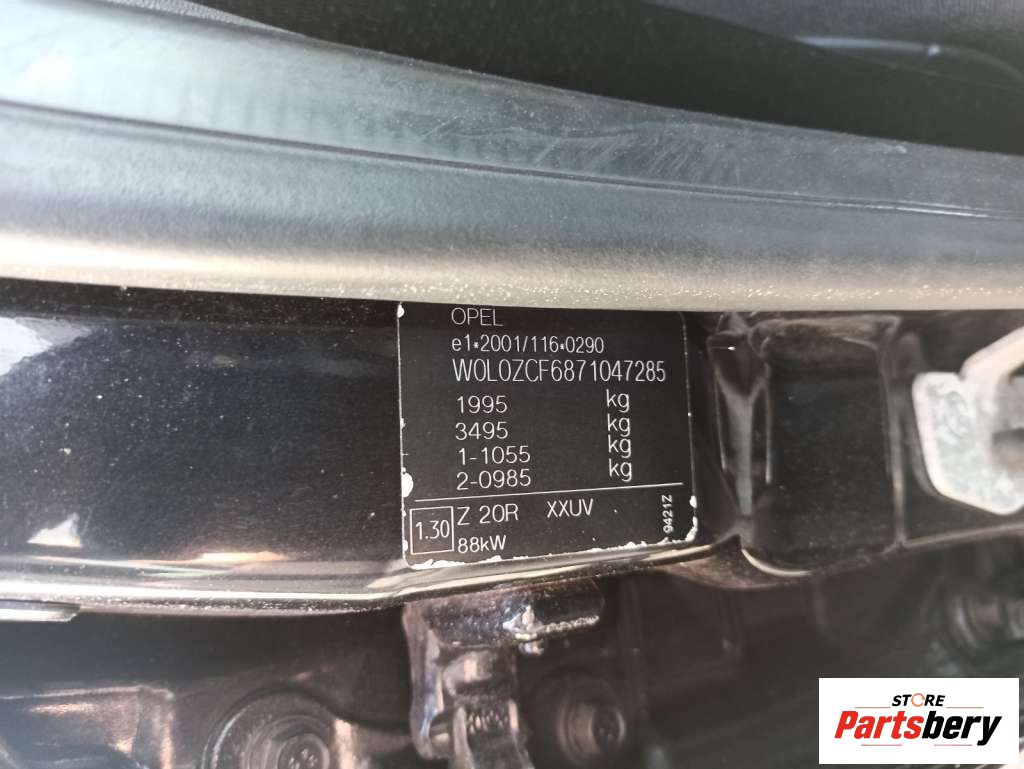 OPEL
e1*2001/116*0290
W0L0ZCF6871047285
1995 kg
3495 kg
1-1055 kg
2-0985 kg
1.30 Z 20R XXUV
88kW
9421Z
STORE
Partsbery